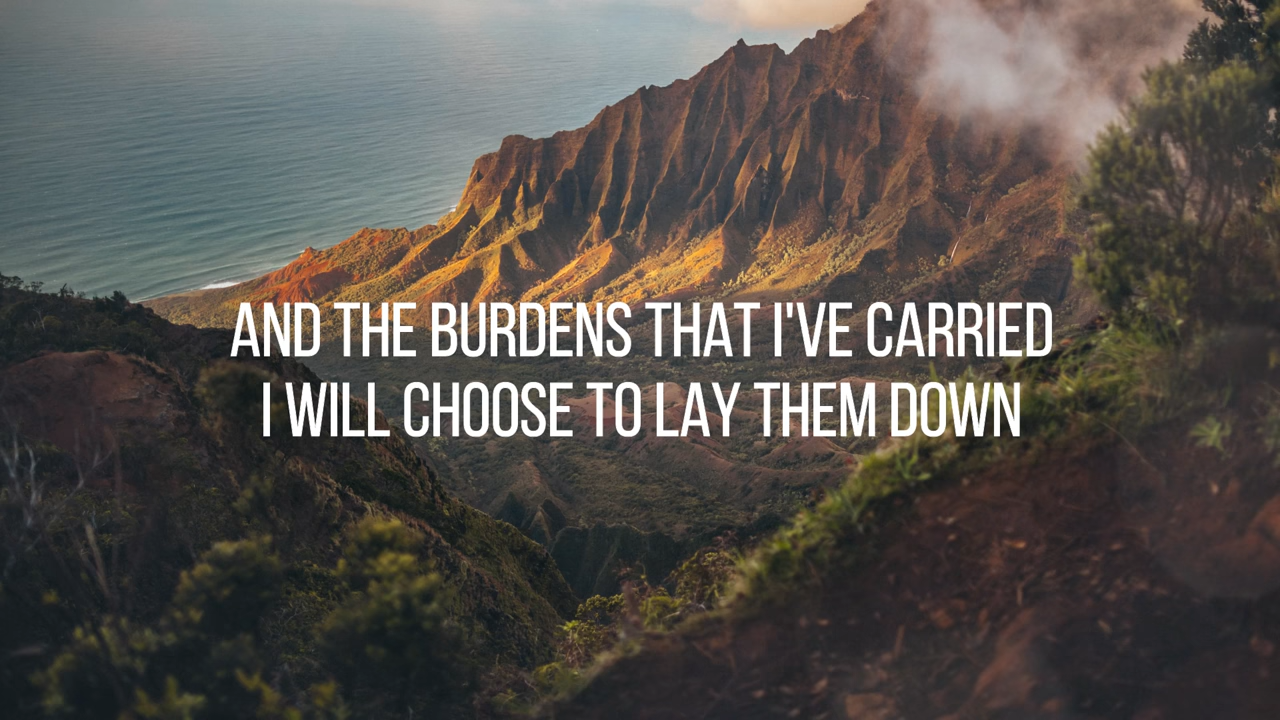 AND THE BURDENS THAT I'VE CARRIED
I WILL CHOOSE TO LAY THEM DOWN